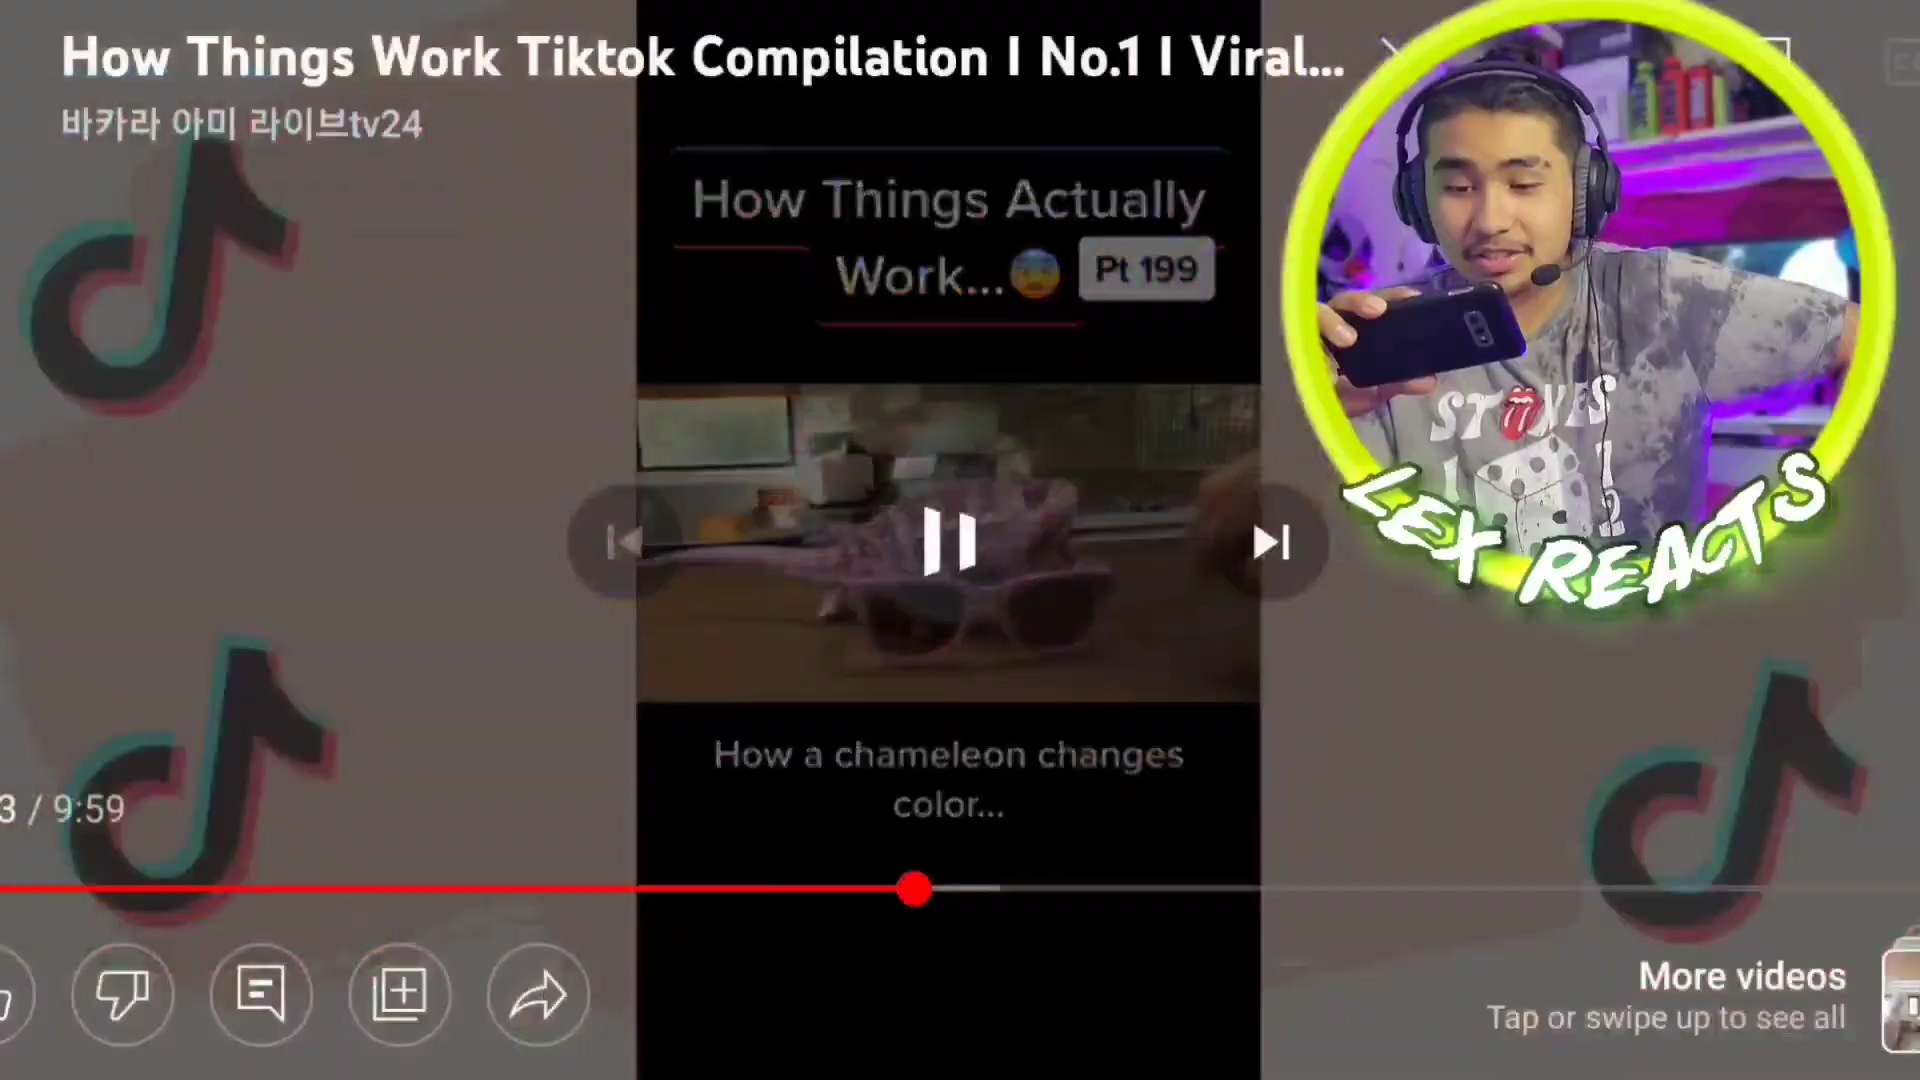 How Things Work Tiktok Compilation I No.1 I Viral...
바카라 아미 라이브tv24
How Things Actually
Work...😨 Pt 199
STONES
LEX REACTS
How a chameleon changes
color...
3 / 9:59
More videos
Tap or swipe up to see all